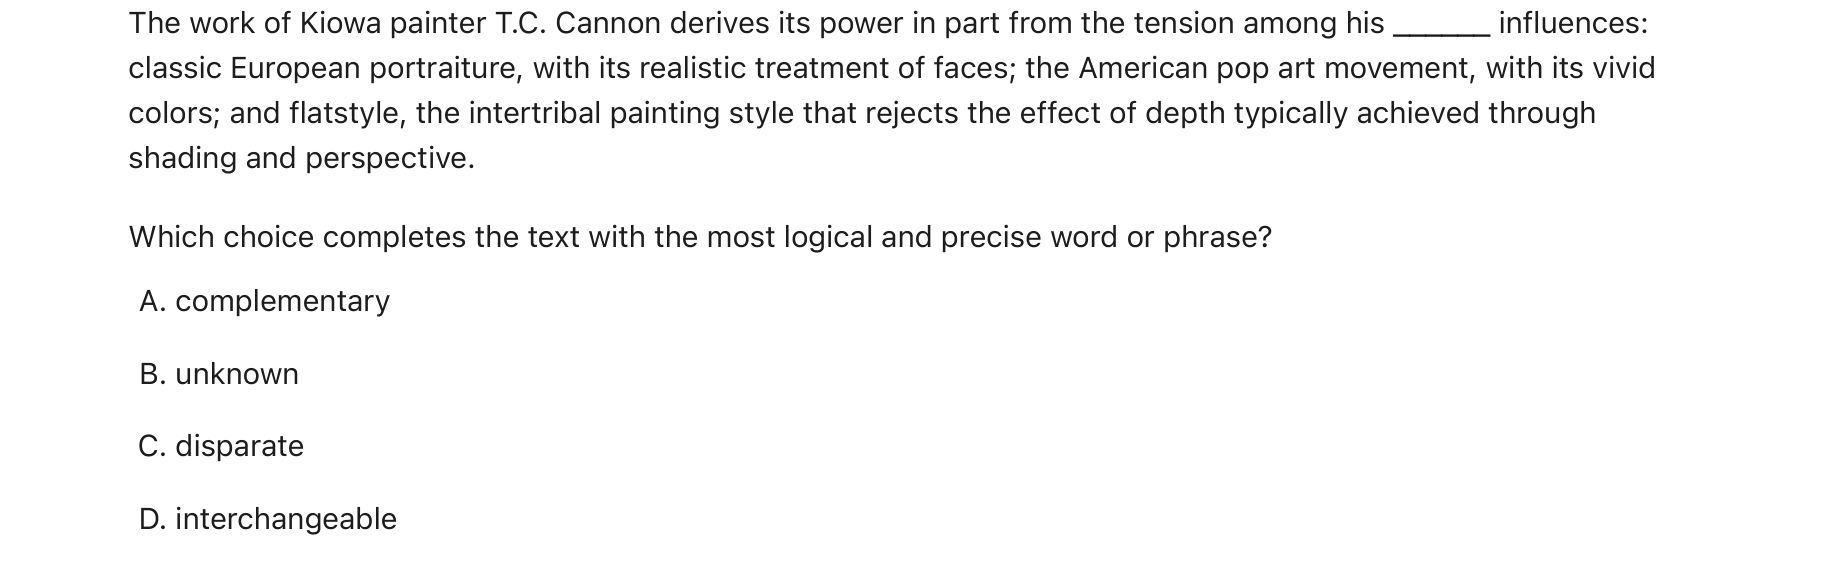 The work of Kiowa painter T.C. Cannon derives its power in part from the tension among his ______ influences:
classic European portraiture, with its realistic treatment of faces; the American pop art movement, with its vivid
colors; and flatstyle, the intertribal painting style that rejects the effect of depth typically achieved through
shading and perspective.
Which choice completes the text with the most logical and precise word or phrase?
A. complementary
B. unknown
C. disparate
D. interchangeable